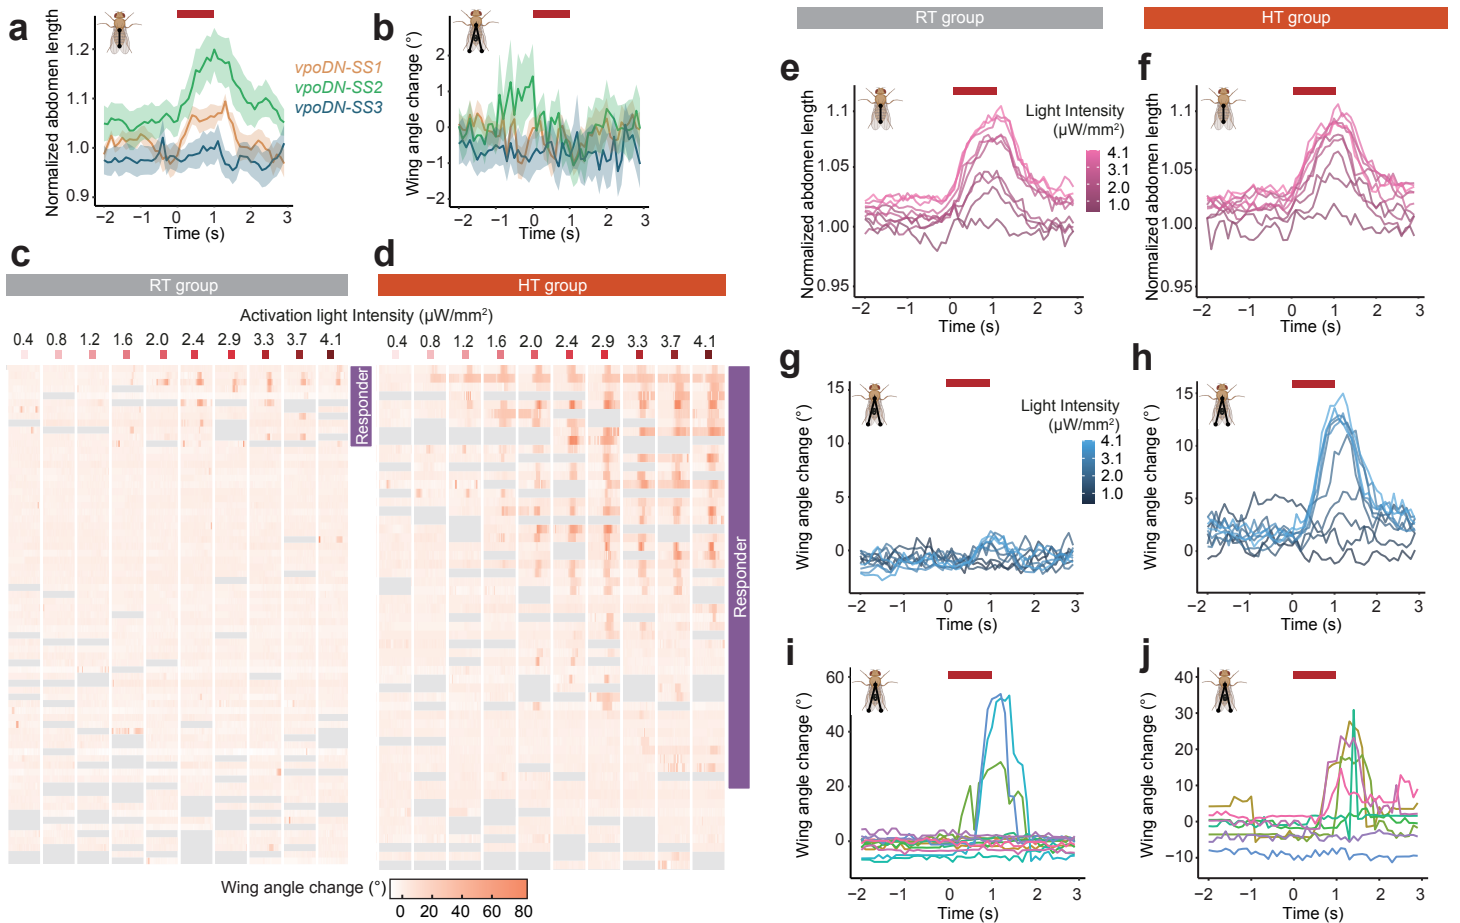 a
Normalized abdomen length
1.2
1.1
1.0
0.9
−2 −1 0 1 2 3
Time (s)
vpoDN-SS1
vpoDN-SS2
vpoDN-SS3
b
Wing angle change (°)
2
1
0
−1
−2
−2 −1 0 1 2 3
Time (s)
c
RT group
d
HT group
Activation light Intensity (µW/mm²)
0.4 0.8 1.2 1.6 2.0 2.4 2.9 3.3 3.7 4.1
0.4 0.8 1.2 1.6 2.0 2.4 2.9 3.3 3.7 4.1
Responder
Responder
Wing angle change (°)
0 20 40 60 80
RT group
HT group
e
Normalized abdomen length
1.1
1.05
1.00
0.95
−2 −1 0 1 2 3
Time (s)
Light Intensity
(µW/mm²)
4.1
3.1
2.0
1.0
f
Normalized abdomen length
1.1
1.05
1.00
0.95
−2 −1 0 1 2 3
Time (s)
g
Wing angle change (°)
15
10
5
0
−2 −1 0 1 2 3
Time (s)
Light Intensity
(µW/mm²)
4.1
3.1
2.0
1.0
h
Wing angle change (°)
15
10
5
0
−2 −1 0 1 2 3
Time (s)
i
Wing angle change (°)
60
40
20
0
−2 −1 0 1 2 3
Time (s)
j
Wing angle change (°)
40
30
20
10
0
−10
−2 −1 0 1 2 3
Time (s)